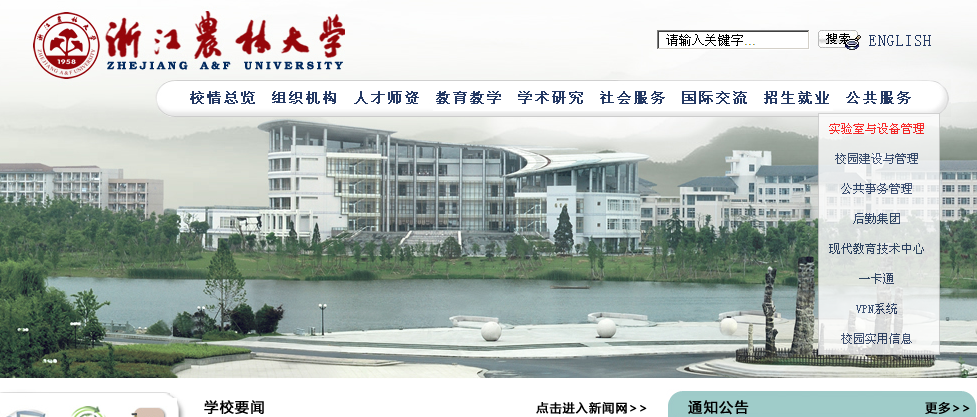 浙江農林大学
ZHEJIANG A&F UNIVERSITY
1958
请输入关键字...
搜索
ENGLISH
校情总览 组织机构 人才师资 教育教学 学术研究 社会服务 国际交流 招生就业 公共服务
实验室与设备管理
校园建设与管理
公共事务管理
后勤集团
现代教育技术中心
一卡通
VPN系统
校园实用信息
学校要闻 点击进入新闻网>> 通知公告 更多>>